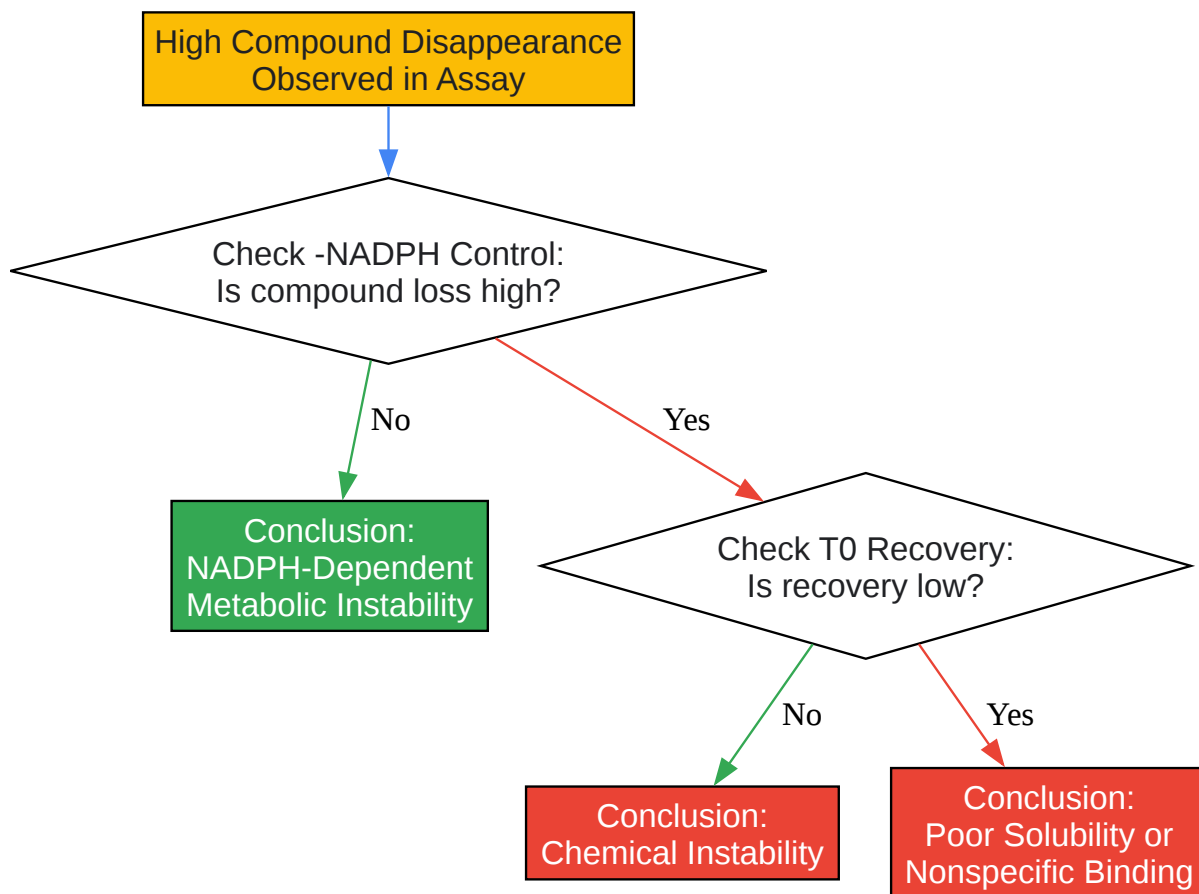 High Compound Disappearance
Observed in Assay
Check -NADPH Control:
Is compound loss high?
No
Yes
Conclusion:
NADPH-Dependent
Metabolic Instability
Check T0 Recovery:
Is recovery low?
No
Yes
Conclusion:
Chemical Instability
Conclusion:
Poor Solubility or
Nonspecific Binding